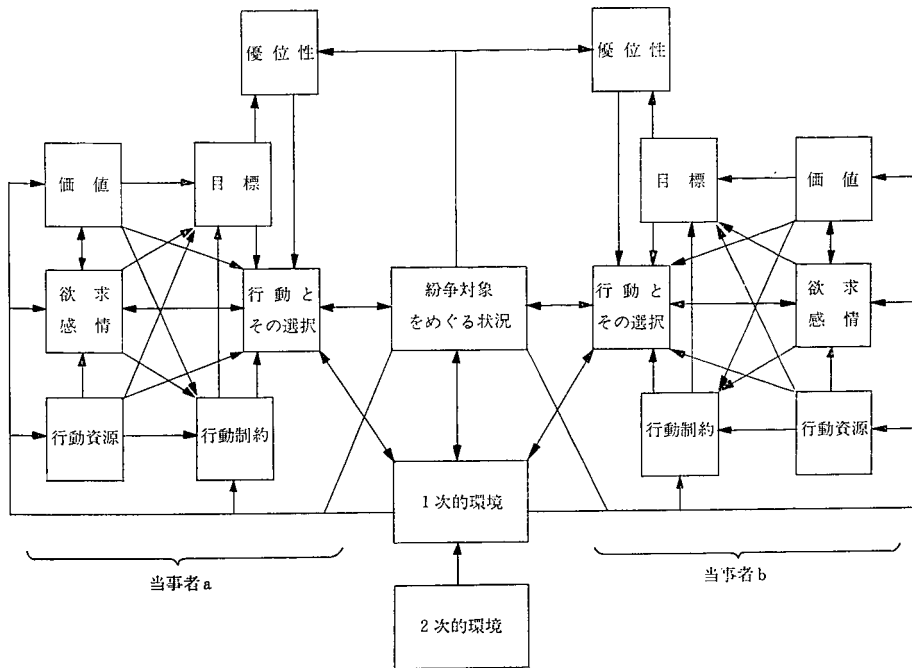 優位性
優位性
価値
目標
目標
価値
欲求
感情
行動と
その選択
紛争対象
をめぐる状況
行動と
その選択
欲求
感情
行動資源
行動制約
行動制約
行動資源
1次的環境
当事者a
当事者b
2次的環境